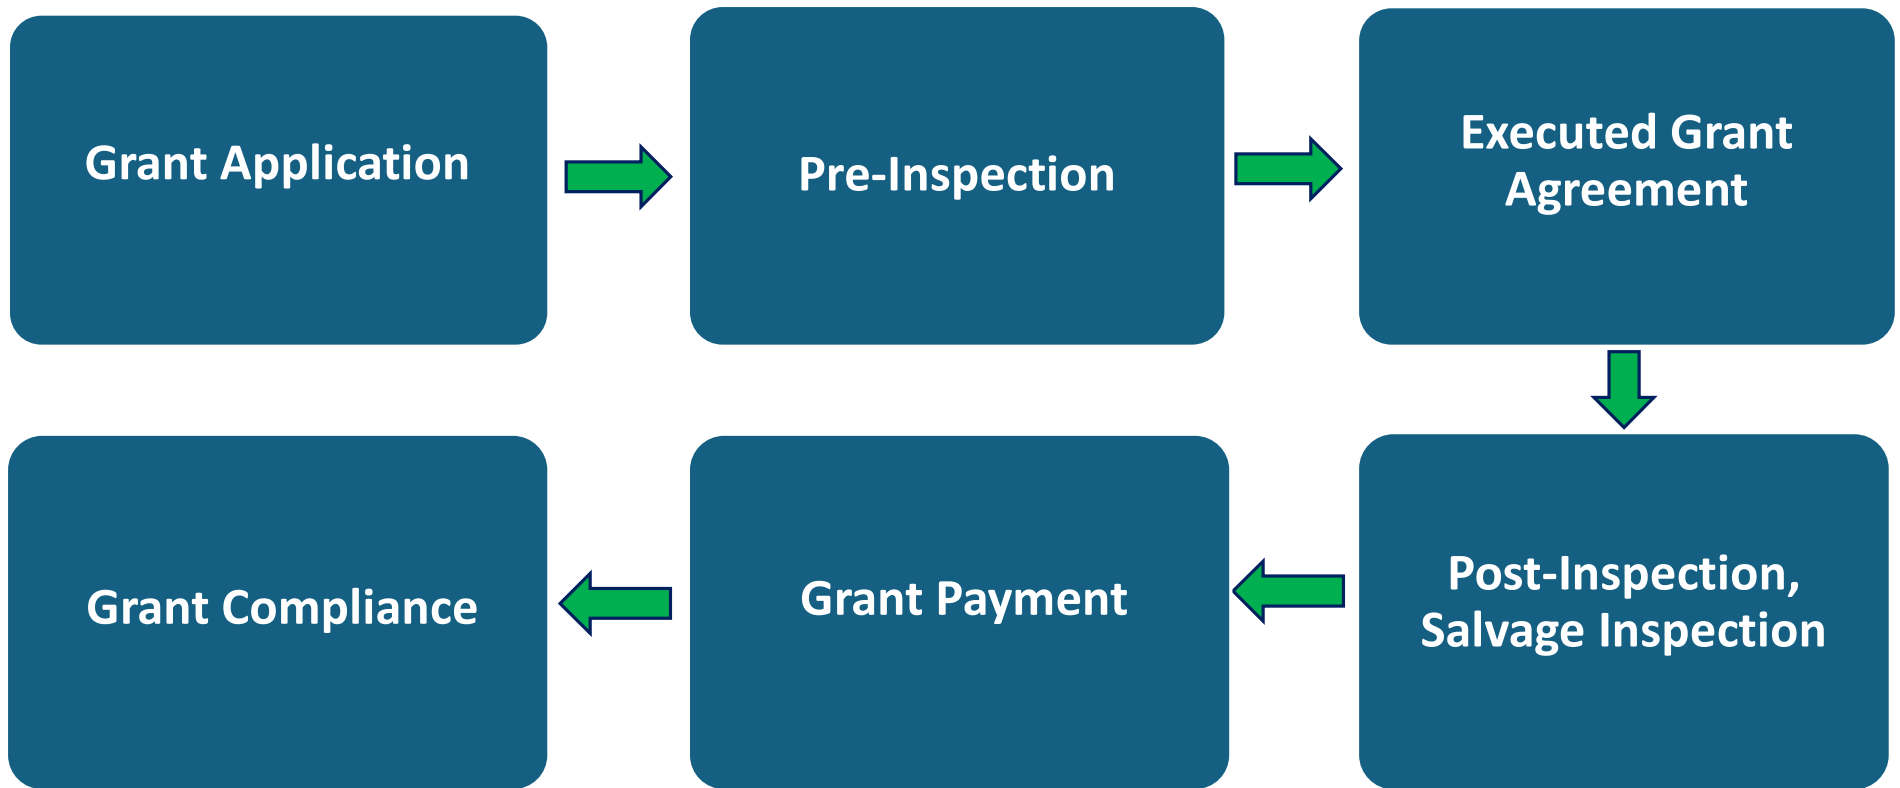 Grant Application
Pre-Inspection
Executed Grant
Agreement
Post-Inspection,
Salvage Inspection
Grant Payment
Grant Compliance